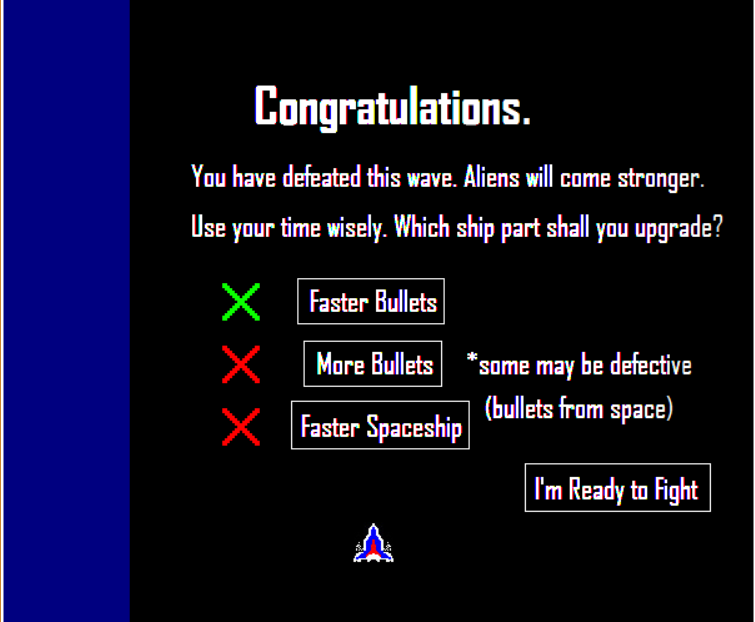 Congratulations.
You have defeated this wave. Aliens will come stronger.
Use your time wisely. Which ship part shall you upgrade?
Faster Bullets
More Bullets
*some may be defective
(bullets from space)
Faster Spaceship
I'm Ready to Fight